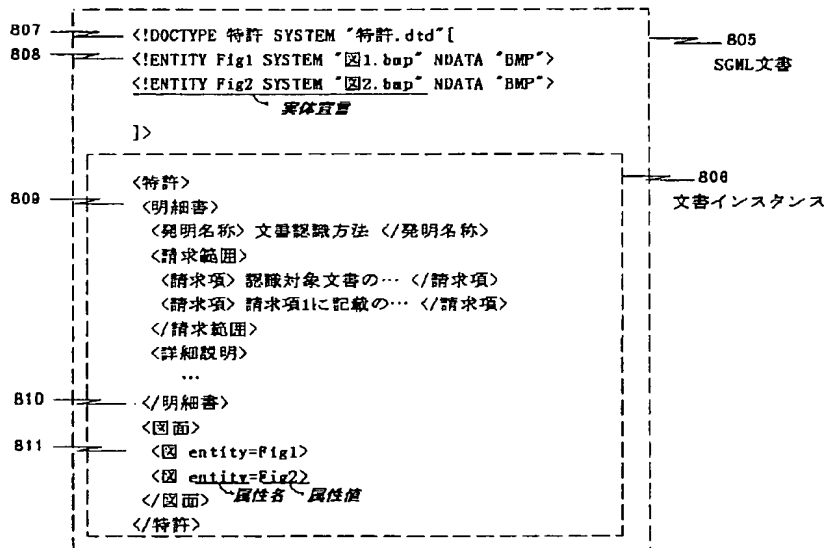 807 <!DOCTYPE 特許 SYSTEM "特許.dtd"[
805
808 <!ENTITY Fig1 SYSTEM "図1.bmp" NDATA "BMP">
SGML文書
<!ENTITY Fig2 SYSTEM "図2.bmp" NDATA "BMP">
実体宣言
]>
806
<特許>
文書インスタンス
809 <明細書>
<発明名称> 文書認識方法 </発明名称>
<請求範囲>
<請求項> 認識対象文書の… </請求項>
<請求項> 請求項1に記載の… </請求項>
</請求範囲>
<詳細説明>
…
810 </明細書>
<図面>
811 <図 entity=Fig1>
<図 entity=Fig2>
属性名 属性値
</図面>
</特許>